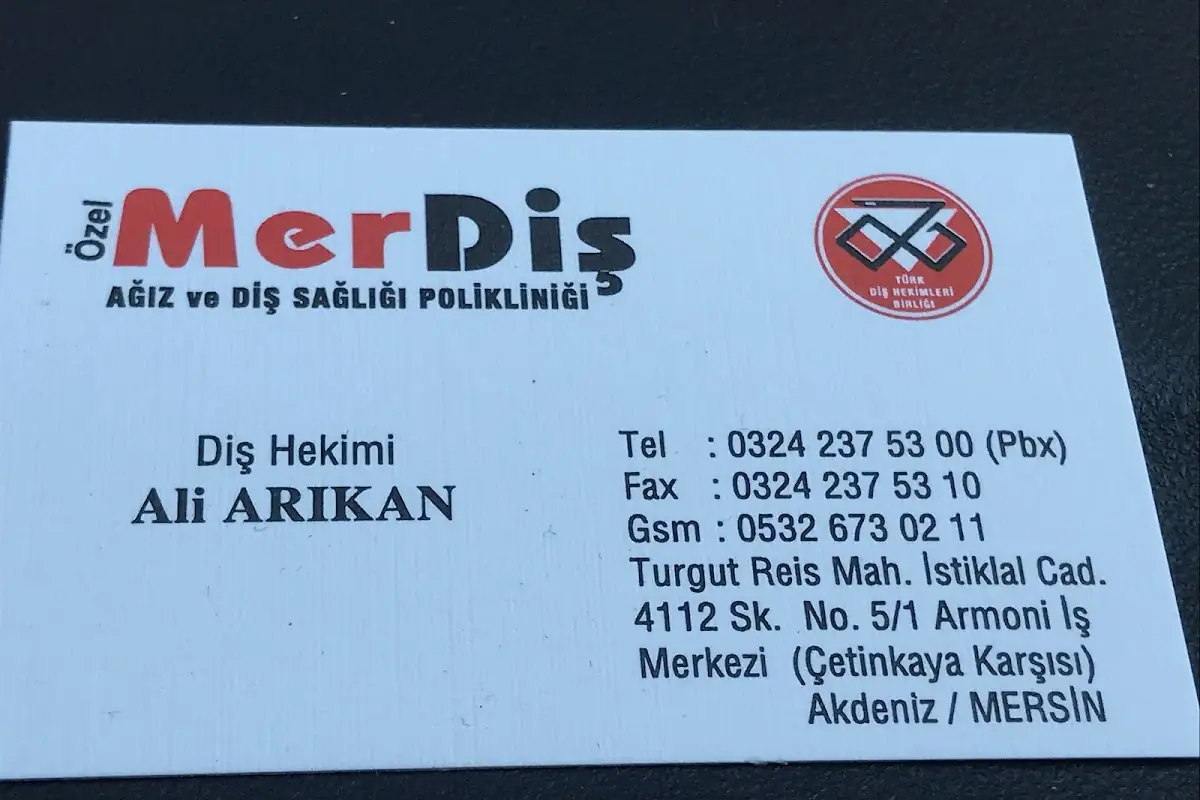 Özel MerDiş
AĞIZ ve DİŞ SAĞLIĞI POLİKLİNİĞİ
TÜRK
DİŞ HEKİMLERİ
BİRLİĞİ
Diş Hekimi
Ali ARIKAN
Tel : 0324 237 53 00 (Pbx)
Fax : 0324 237 53 10
Gsm : 0532 673 02 11
Turgut Reis Mah. İstiklal Cad.
4112 Sk. No. 5/1 Armoni İş
Merkezi (Çetinkaya Karşısı)
Akdeniz / MERSİN